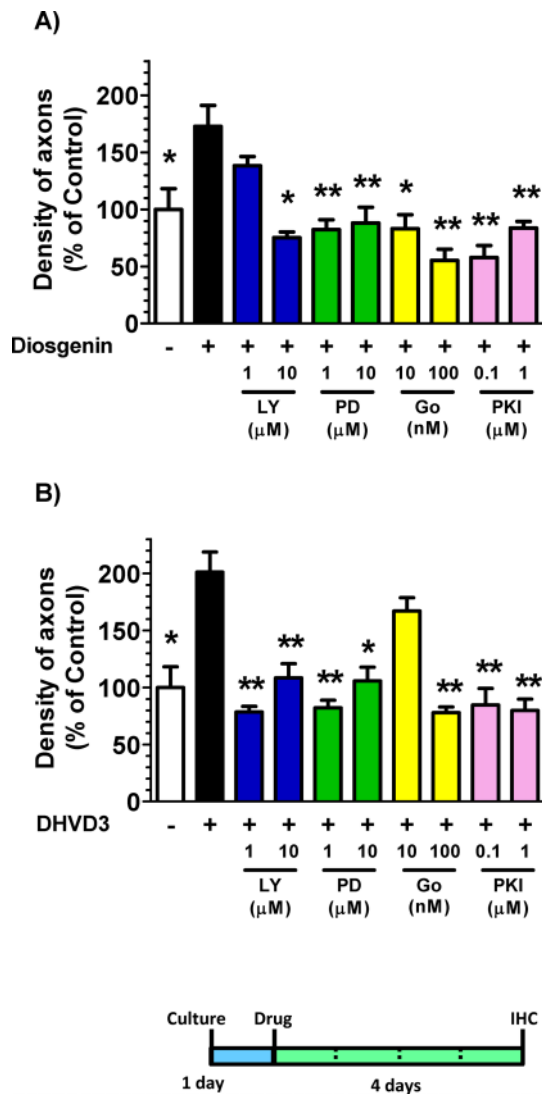 A)
Density of axons
(% of Control)
200
150
100
50
0
* * ** ** * ** ** **
Diosgenin - + + + + + + + + +
1 10 1 10 10 100 0.1 1
LY PD Go PKI
(μM) (μM) (nM) (μM)
B)
Density of axons
(% of Control)
200
150
100
50
0
* ** ** ** * ** ** **
DHVD3 - + + + + + + + + +
1 10 1 10 10 100 0.1 1
LY PD Go PKI
(μM) (μM) (nM) (μM)
Culture Drug IHC
1 day 4 days